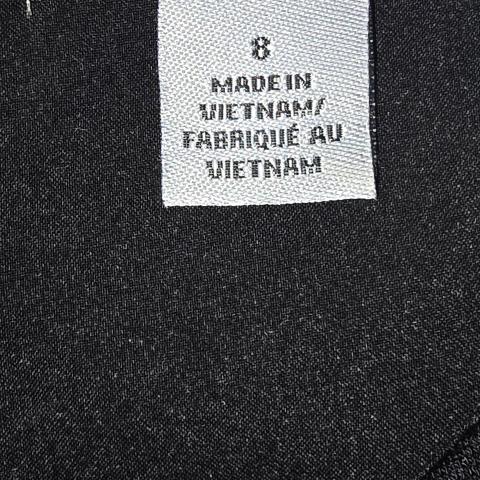 8
MADE IN
VIETNAM/
FABRIQUÉ AU
VIETNAM